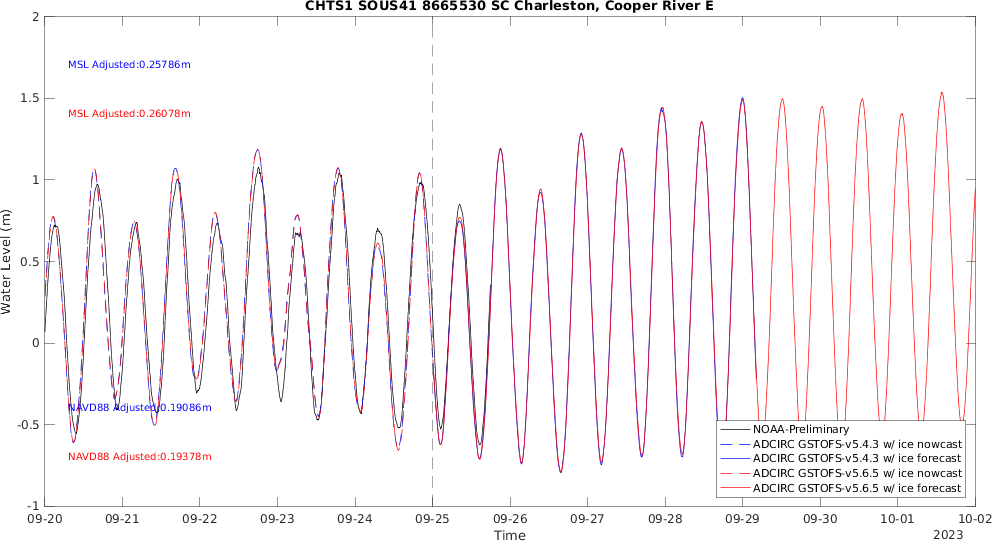 CHTS1 SOUS41 8665530 SC Charleston, Cooper River E
2
1.5
1
0.5
0
-0.5
-1
Water Level (m)
MSL Adjusted:0.25786m
MSL Adjusted:0.26078m
NAVD88 Adjusted:0.19086m
NAVD88 Adjusted:0.19378m
NOAA-Preliminary
ADCIRC GSTOFS-v5.4.3 w/ ice nowcast
ADCIRC GSTOFS-v5.4.3 w/ ice forecast
ADCIRC GSTOFS-v5.6.5 w/ ice nowcast
ADCIRC GSTOFS-v5.6.5 w/ ice forecast
09-20 09-21 09-22 09-23 09-24 09-25 09-26 09-27 09-28 09-29 09-30 10-01 10-02
Time
2023